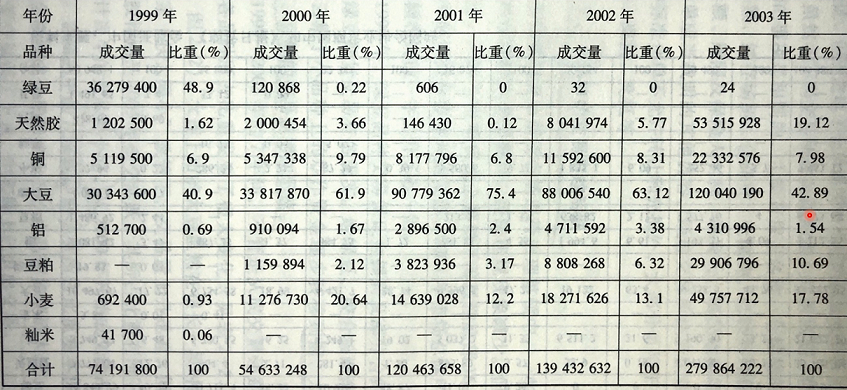 年份 1999 年 2000 年 2001 年 2002 年 2003 年
品种 成交量 比重(%) 成交量 比重(%) 成交量 比重(%) 成交量 比重(%) 成交量 比重(%)
绿豆 36 279 400 48.9 120 868 0.22 606 0 32 0 24 0
天然胶 1 202 500 1.62 2 000 454 3.66 146 430 0.12 8 041 974 5.77 53 515 928 19.12
铜 5 119 500 6.9 5 347 338 9.79 8 177 796 6.8 11 592 600 8.31 22 332 576 7.98
大豆 30 343 600 40.9 33 817 870 61.9 90 779 362 75.4 88 006 540 63.12 120 040 190 42.89
铝 512 700 0.69 910 094 1.67 2 896 500 2.4 4 711 592 3.38 4 310 996 1.54
豆粕 — — 1 159 894 2.12 3 823 936 3.17 8 808 268 6.32 29 906 796 10.69
小麦 692 400 0.93 11 276 730 20.64 14 639 028 12.2 18 271 626 13.1 49 757 712 17.78
籼米 41 700 0.06 — — — — — — — —
合计 74 191 800 100 54 633 248 100 120 463 658 100 139 432 632 100 279 864 222 100